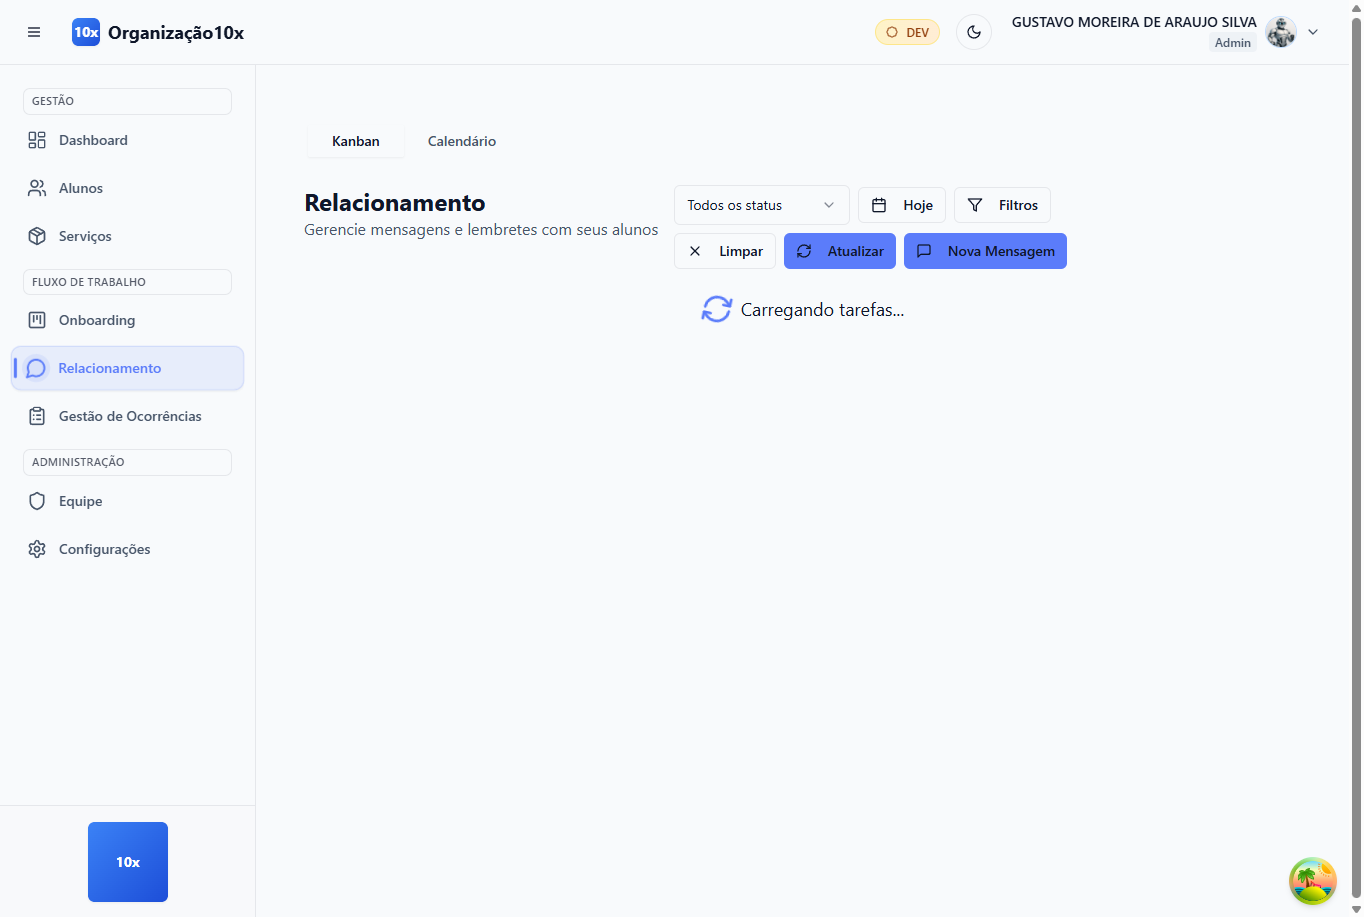 10x Organização10x
DEV
GUSTAVO MOREIRA DE ARAUJO SILVA
Admin
GESTÃO
Dashboard
Alunos
Serviços
FLUXO DE TRABALHO
Onboarding
Relacionamento
Gestão de Ocorrências
ADMINISTRAÇÃO
Equipe
Configurações
10x
Kanban Calendário
Relacionamento
Gerencie mensagens e lembretes com seus alunos
Todos os status Hoje Filtros
Limpar Atualizar Nova Mensagem
Carregando tarefas...